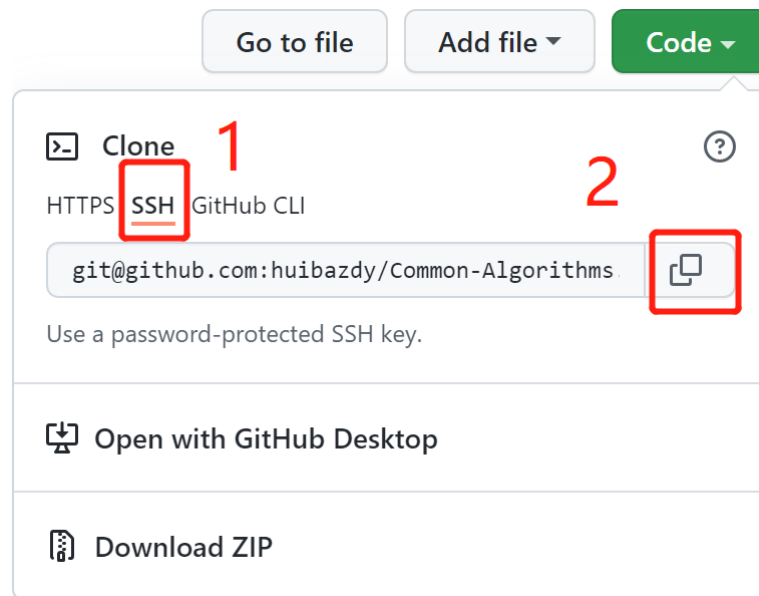 Go to file Add file Code
Clone 1
HTTPS SSH GitHub CLI
2
git@github.com:huibazdy/Common-Algorithms.
Use a password-protected SSH key.
Open with GitHub Desktop
Download ZIP